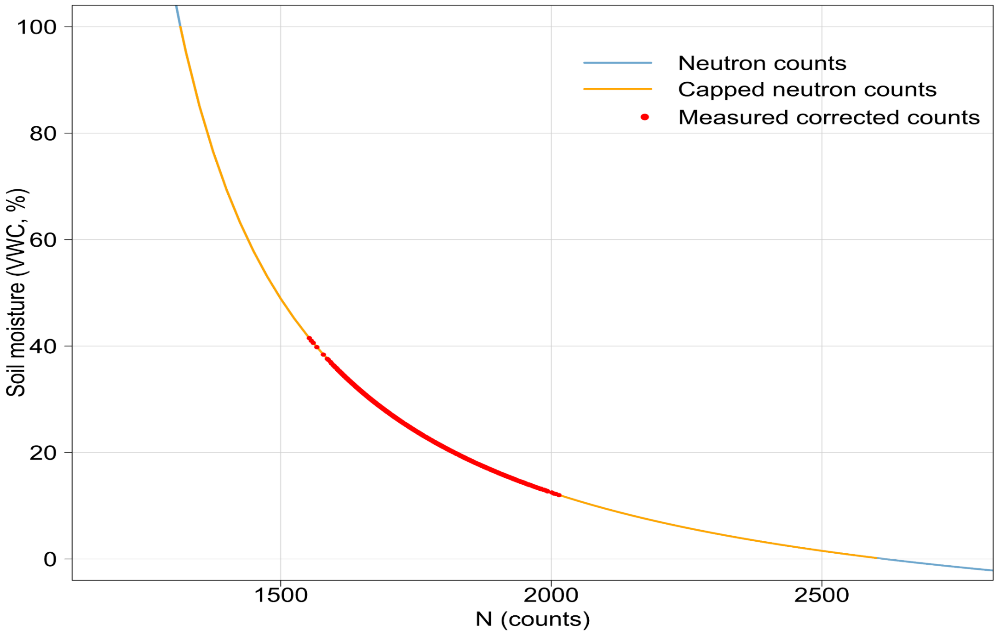 100
80
60
40
20
0
Soil moisture (VWC, %)
Neutron counts
Capped neutron counts
Measured corrected counts
1500 2000 2500
N (counts)